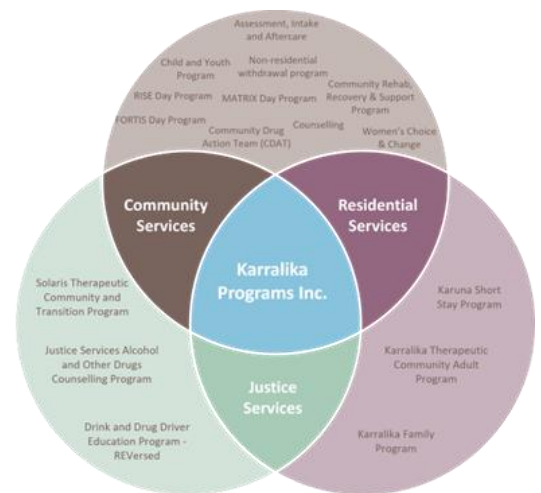 Assessment, Intake
and Aftercare
Child and Youth
Program
Non-residential
withdrawal program
Community Rehab,
Recovery & Support
Program
RISE Day Program
MATRIX Day Program
FORTIS Day Program
Community Drug
Action Team (CDAT)
Counselling
Women's Choice
& Change
Community
Services
Residential
Services
Karralika
Programs Inc.
Solaris Therapeutic
Community and
Transition Program
Karuna Short
Stay Program
Justice Services Alcohol
and Other Drugs
Counselling Program
Karralika Therapeutic
Community Adult
Program
Justice
Services
Drink and Drug Driver
Education Program -
REVersed
Karralika Family
Program